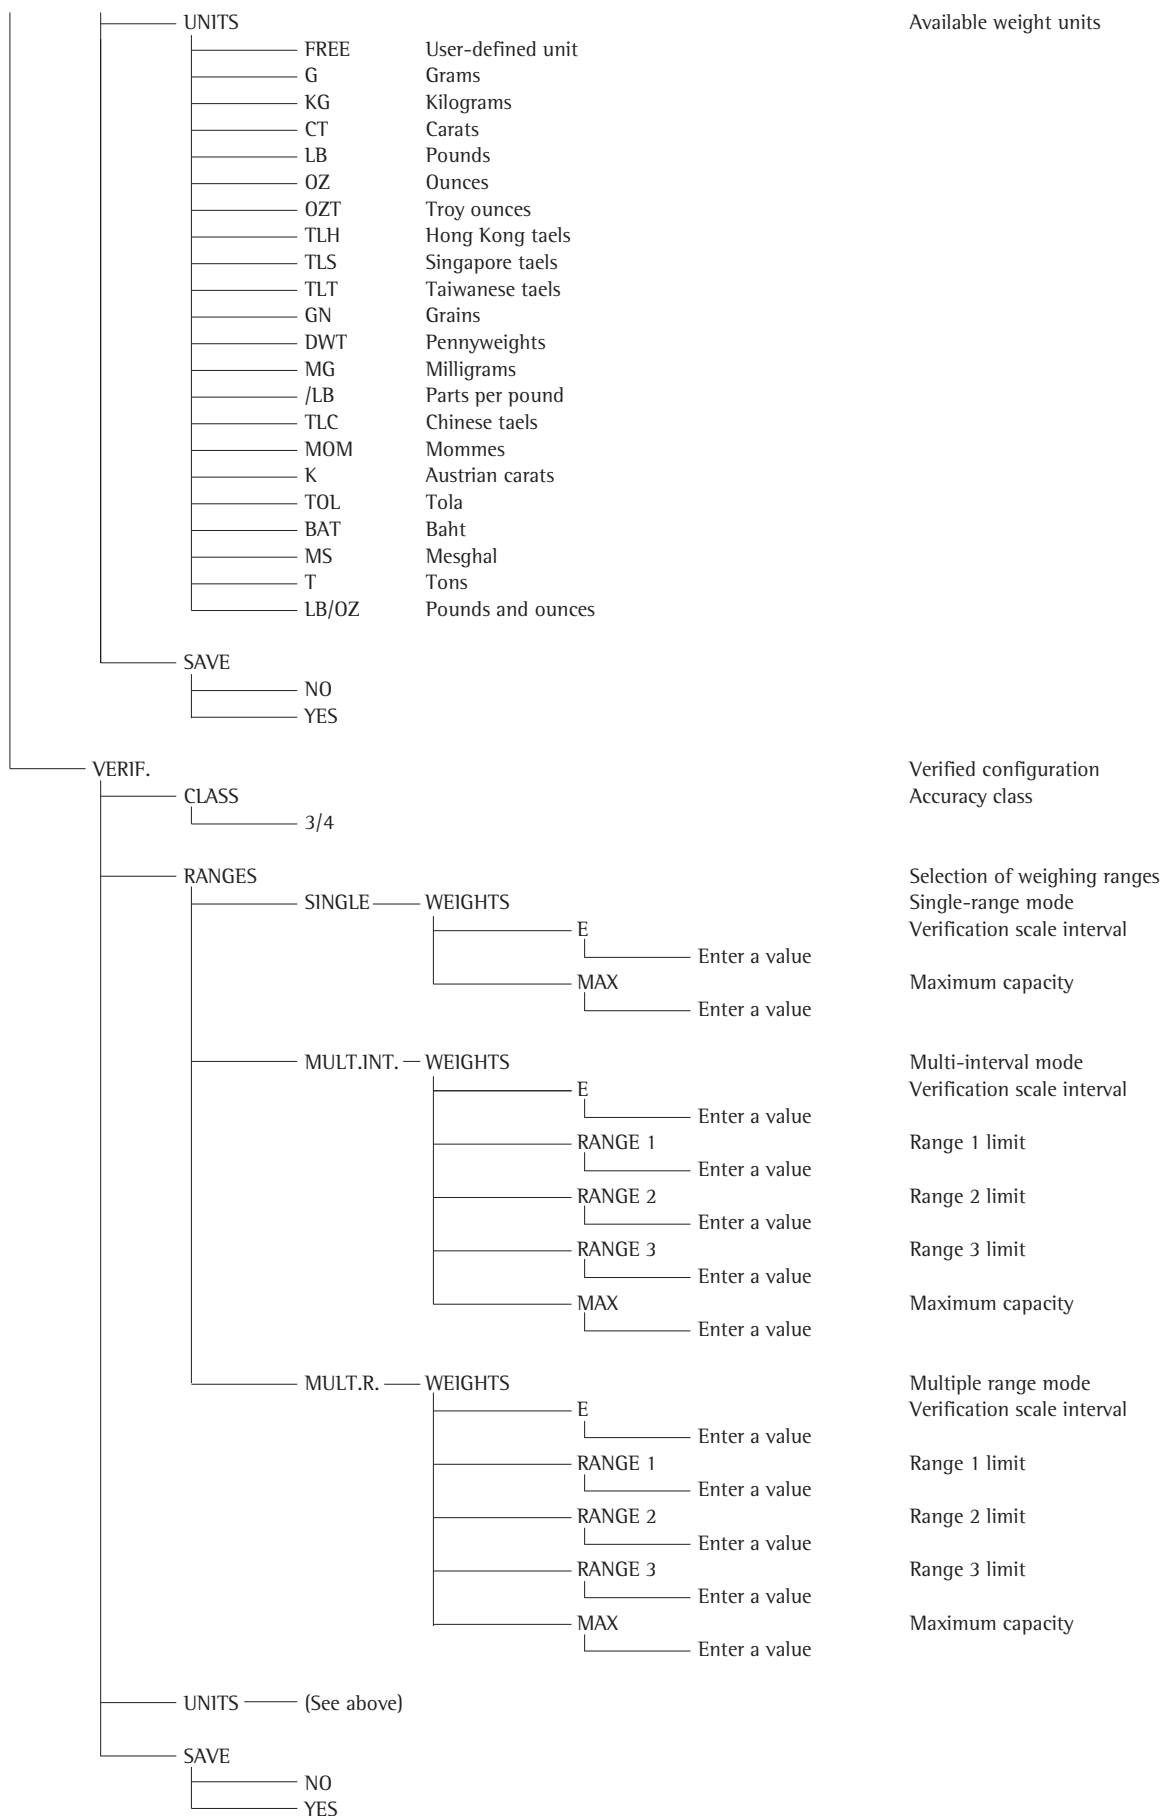 UNITS Available weight units
FREE User-defined unit
G Grams
KG Kilograms
CT Carats
LB Pounds
OZ Ounces
OZT Troy ounces
TLH Hong Kong taels
TLS Singapore taels
TLT Taiwanese taels
GN Grains
DWT Pennyweights
MG Milligrams
/LB Parts per pound
TLC Chinese taels
MOM Mommes
K Austrian carats
TOL Tola
BAT Baht
MS Mesghal
T Tons
LB/OZ Pounds and ounces
SAVE
NO
YES
VERIF. Verified configuration
CLASS Accuracy class
3/4
RANGES Selection of weighing ranges
SINGLE WEIGHTS Single-range mode
E Verification scale interval
Enter a value
MAX Maximum capacity
Enter a value
MULT.INT. WEIGHTS Multi-interval mode
E Verification scale interval
Enter a value
RANGE 1 Range 1 limit
Enter a value
RANGE 2 Range 2 limit
Enter a value
RANGE 3 Range 3 limit
Enter a value
MAX Maximum capacity
Enter a value
MULT.R. WEIGHTS Multiple range mode
E Verification scale interval
Enter a value
RANGE 1 Range 1 limit
Enter a value
RANGE 2 Range 2 limit
Enter a value
RANGE 3 Range 3 limit
Enter a value
MAX Maximum capacity
Enter a value
UNITS (See above)
SAVE
NO
YES